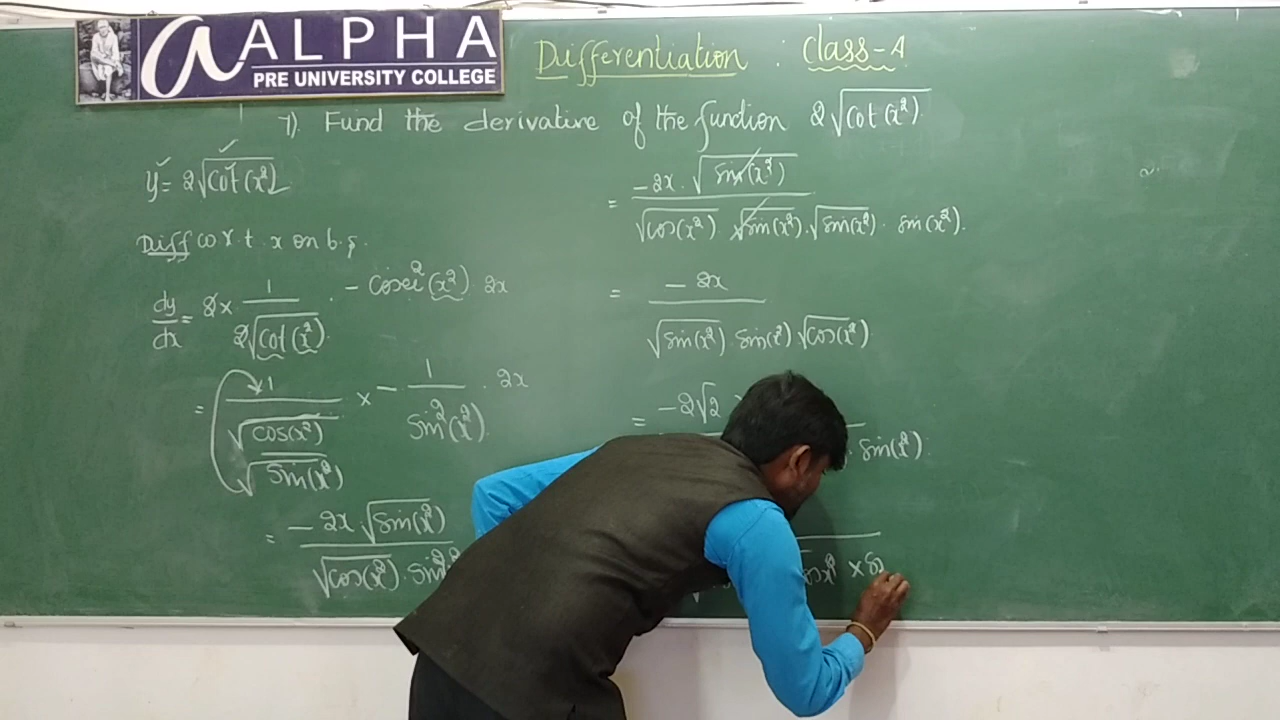 ALPHA
PRE UNIVERSITY COLLEGE
Differentiation : Class-4
7). Find the derivative of the function 2√(Cot(x²))
y = 2√(Cot(x²))
Diff w.r.t. x on b.s.
dy/dx = 2 × 1/(2√(Cot(x²))) · - Cosec²(x²) · 2x
= 1/(√(cos(x²))/√(Sin(x²))) × - 1/(Sin²(x²)) · 2x
= - 2x √(Sin(x²)) / √(cos(x²)) · Sin²
= -2x · √(Sin(x²)) / √(cos(x²)) · √(Sin(x²)) · √(Sin(x²)) · Sin(x²).
= - 2x / √(Sin(x²)) · Sin(x²) √(Cos(x²))
= -2√2
· Sin(x²)